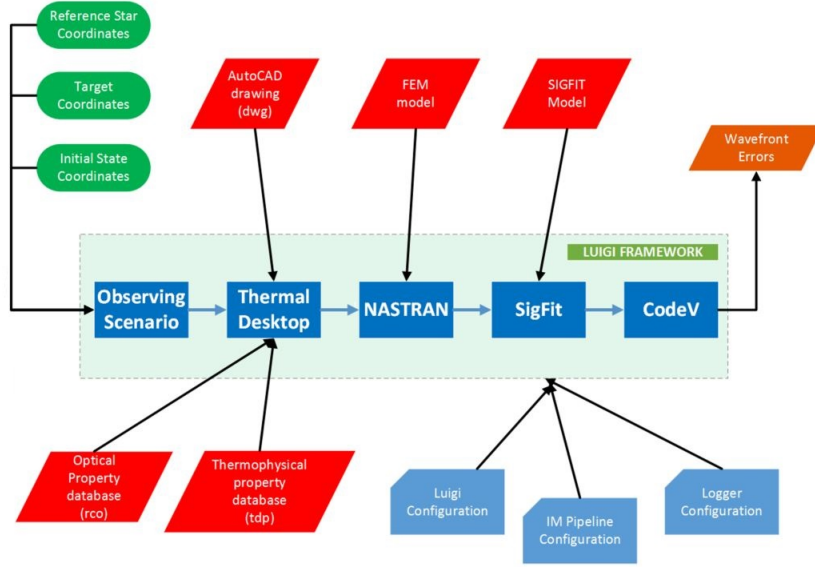 Reference Star
Coordinates
Target
Coordinates
Initial State
Coordinates
AutoCAD
drawing
(dwg)
FEM
model
SIGFIT
Model
Wavefront
Errors
LUIGI FRAMEWORK
Observing
Scenario
Thermal
Desktop
NASTRAN
SigFit
CodeV
Optical
Property
database
(rco)
Thermophysical
property
database
(tdp)
Luigi
Configuration
IM Pipeline
Configuration
Logger
Configuration